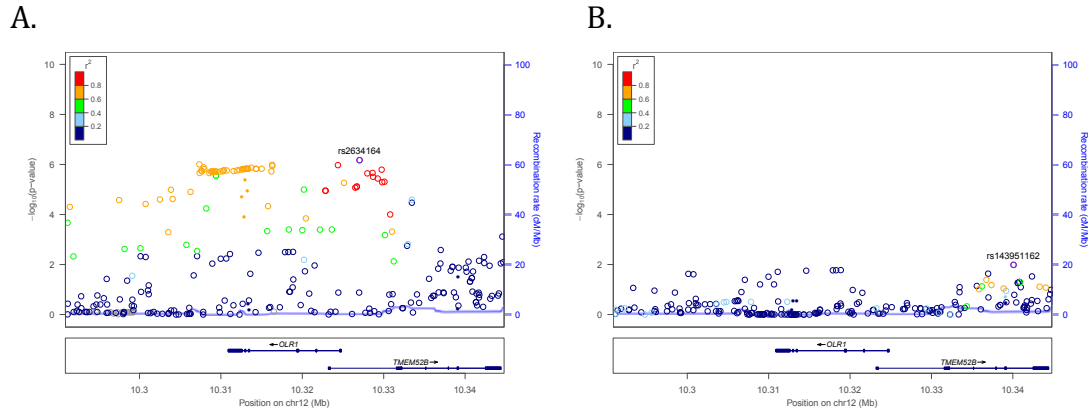 A.
r²
0.8
0.6
0.4
0.2
rs2634164
10
8
6
4
2
0
−log₁₀(p−value)
100
80
60
40
20
0
Recombination rate (cM/Mb)
←OLR1
TMEM52B→
10.3
10.31
10.32
10.33
10.34
Position on chr12 (Mb)
B.
r²
0.8
0.6
0.4
0.2
rs143951162
10
8
6
4
2
0
−log₁₀(p−value)
100
80
60
40
20
0
Recombination rate (cM/Mb)
←OLR1
TMEM52B→
10.3
10.31
10.32
10.33
10.34
Position on chr12 (Mb)